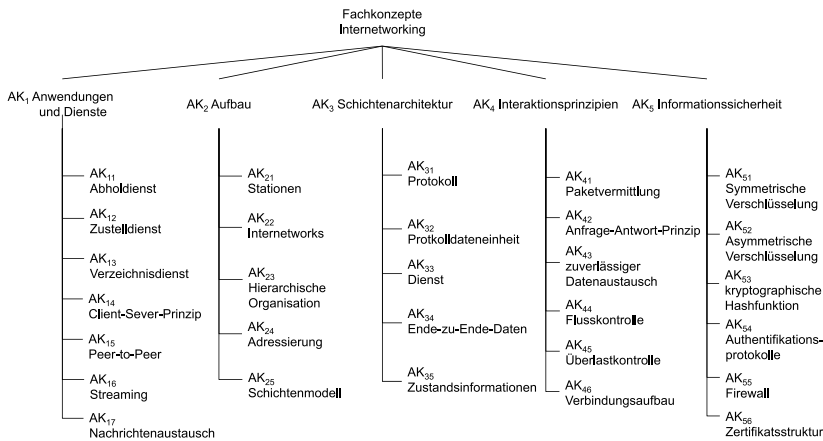 Fachkonzepte
Internetworking
AK1 Anwendungen
und Dienste
AK11
Abholdienst
AK12
Zustelldienst
AK13
Verzeichnisdienst
AK14
Client-Sever-Prinzip
AK15
Peer-to-Peer
AK16
Streaming
AK17
Nachrichtenaustausch
AK2 Aufbau
AK21
Stationen
AK22
Internetworks
AK23
Hierarchische
Organisation
AK24
Adressierung
AK25
Schichtenmodell
AK3 Schichtenarchitektur
AK31
Protokoll
AK32
Protkolldateneinheit
AK33
Dienst
AK34
Ende-zu-Ende-Daten
AK35
Zustandsinformationen
AK4 Interaktionsprinzipien
AK41
Paketvermittlung
AK42
Anfrage-Antwort-Prinzip
AK43
zuverlässiger
Datenaustausch
AK44
Flusskontrolle
AK45
Überlastkontrolle
AK46
Verbindungsaufbau
AK5 Informationssicherheit
AK51
Symmetrische
Verschlüsselung
AK52
Asymmetrische
Verschlüsselung
AK53
kryptographische
Hashfunktion
AK54
Authentifikations-
protokolle
AK55
Firewall
AK56
Zertifikatsstruktur